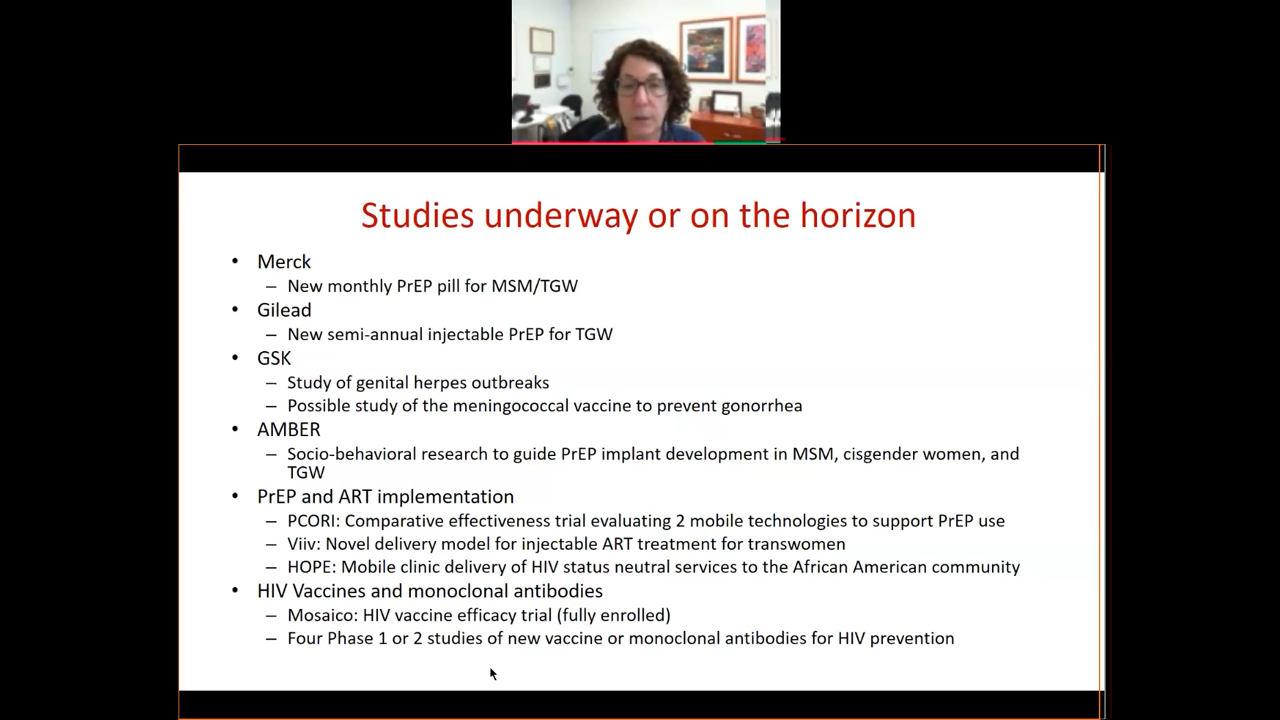 Studies underway or on the horizon
• Merck
– New monthly PrEP pill for MSM/TGW
• Gilead
– New semi-annual injectable PrEP for TGW
• GSK
– Study of genital herpes outbreaks
– Possible study of the meningococcal vaccine to prevent gonorrhea
• AMBER
– Socio-behavioral research to guide PrEP implant development in MSM, cisgender women, and
TGW
• PrEP and ART implementation
– PCORI: Comparative effectiveness trial evaluating 2 mobile technologies to support PrEP use
– Viiv: Novel delivery model for injectable ART treatment for transwomen
– HOPE: Mobile clinic delivery of HIV status neutral services to the African American community
• HIV Vaccines and monoclonal antibodies
– Mosaico: HIV vaccine efficacy trial (fully enrolled)
– Four Phase 1 or 2 studies of new vaccine or monoclonal antibodies for HIV prevention